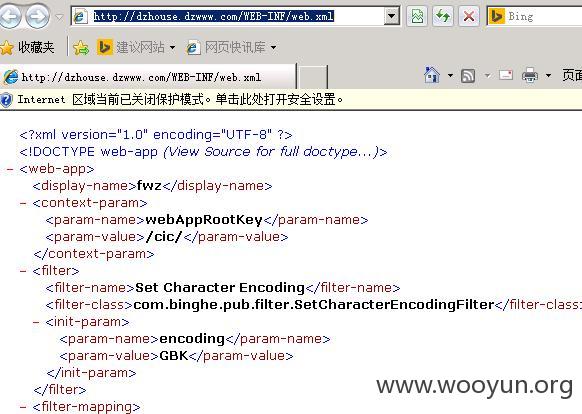 http://dzhouse.dzwww.com/WEB-INF/web.xml
Bing
收藏夹
建议网站
网页快讯库
http://dzhouse.dzwww.com/WEB-INF/web.xml
页面
Internet 区域当前已关闭保护模式。单击此处打开安全设置。
<?xml version="1.0" encoding="UTF-8" ?>
<!DOCTYPE web-app (View Source for full doctype...)>
- <web-app>
<display-name>fwz</display-name>
- <context-param>
<param-name>webAppRootKey</param-name>
<param-value>/cic/</param-value>
</context-param>
- <filter>
<filter-name>Set Character Encoding</filter-name>
<filter-class>com.binghe.pub.filter.SetCharacterEncodingFilter</filter-class>
- <init-param>
<param-name>encoding</param-name>
<param-value>GBK</param-value>
</init-param>
</filter>
- <filter-mapping>
www.wooyun.org